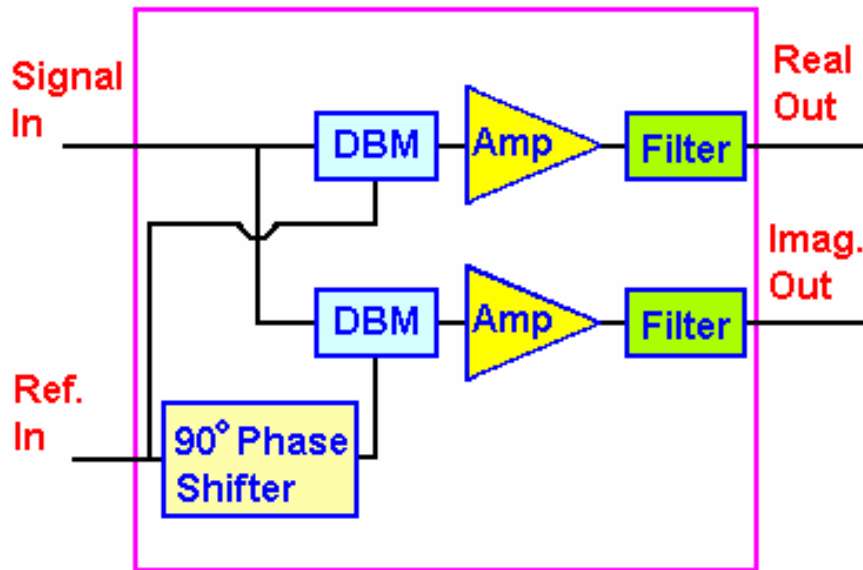 Signal
In
DBM
Amp
Filter
Real
Out
DBM
Amp
Filter
Imag.
Out
Ref.
In
90° Phase
Shifter